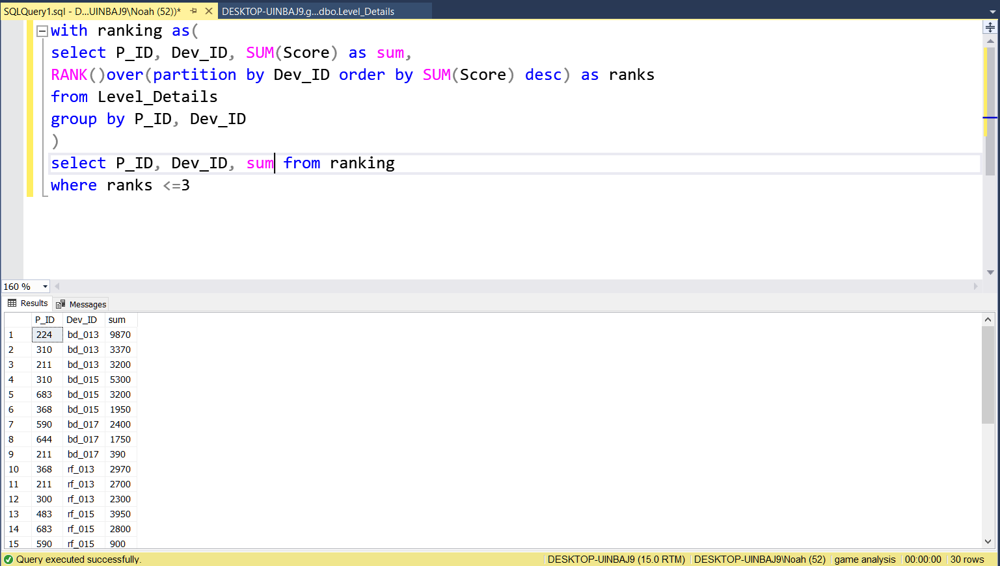 SQLQuery1.sql - D...UINBAJ9\Noah (52))* DESKTOP-UINBAJ9.g...dbo.Level_Details
with ranking as(
select P_ID, Dev_ID, SUM(Score) as sum,
RANK()over(partition by Dev_ID order by SUM(Score) desc) as ranks
from Level_Details
group by P_ID, Dev_ID
)
select P_ID, Dev_ID, sum from ranking
where ranks <=3
160 %
Results Messages
P_ID Dev_ID sum
1 224 bd_013 9870
2 310 bd_013 3370
3 211 bd_013 3200
4 310 bd_015 5300
5 683 bd_015 3200
6 368 bd_015 1950
7 590 bd_017 2400
8 644 bd_017 1750
9 211 bd_017 390
10 368 rf_013 2970
11 211 rf_013 2700
12 300 rf_013 2300
13 483 rf_015 3950
14 683 rf_015 2800
15 590 rf_015 900
Query executed successfully. DESKTOP-UINBAJ9 (15.0 RTM) DESKTOP-UINBAJ9\Noah (52) game analysis 00:00:00 30 rows